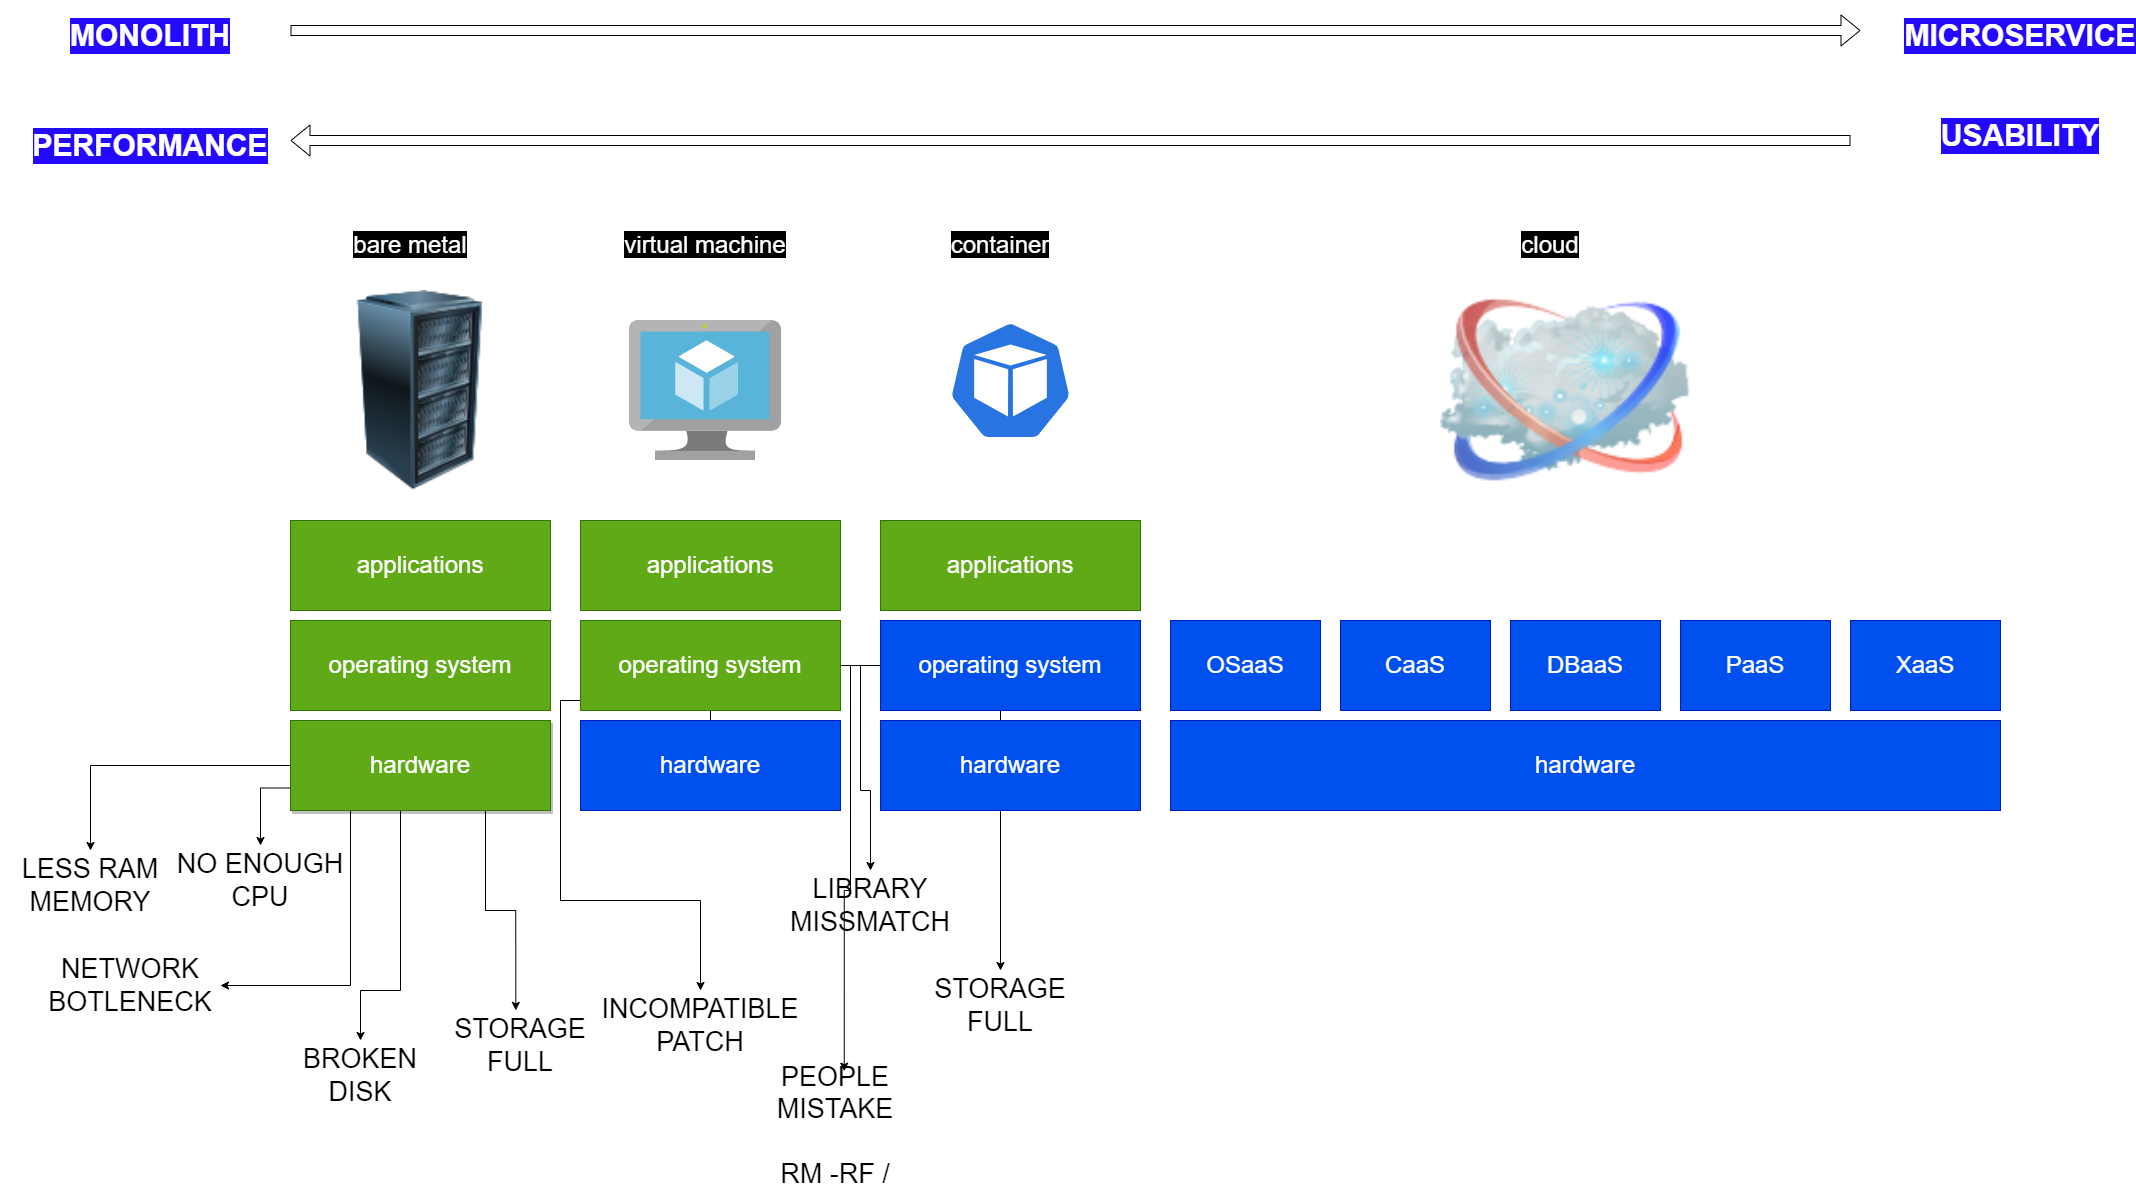 MONOLITH
MICROSERVICE
PERFORMANCE
USABILITY
bare metal
virtual machine
container
cloud
applications
applications
applications
operating system
operating system
operating system
OSaaS
CaaS
DBaaS
PaaS
XaaS
hardware
hardware
hardware
hardware
LESS RAM
MEMORY
NO ENOUGH
CPU
LIBRARY
MISSMATCH
NETWORK
BOTLENECK
STORAGE
FULL
INCOMPATIBLE
PATCH
STORAGE
FULL
BROKEN
DISK
PEOPLE
MISTAKE
RM -RF /